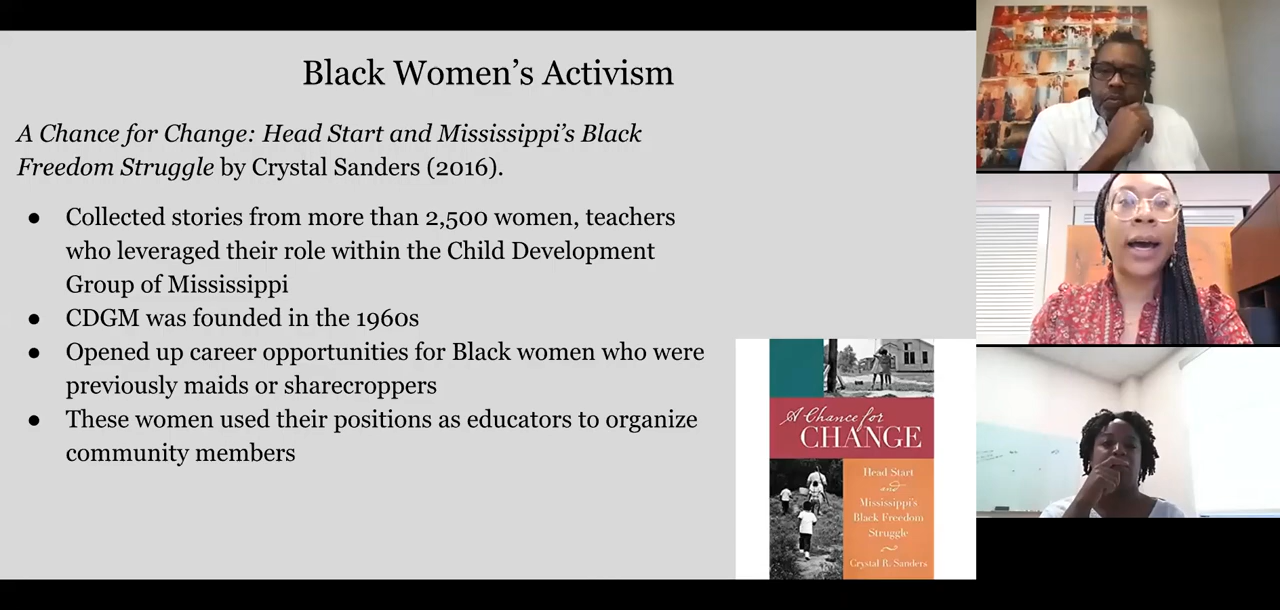 Black Women’s Activism
A Chance for Change: Head Start and Mississippi’s Black
Freedom Struggle by Crystal Sanders (2016).
● Collected stories from more than 2,500 women, teachers
who leveraged their role within the Child Development
Group of Mississippi
● CDGM was founded in the 1960s
● Opened up career opportunities for Black women who were
previously maids or sharecroppers
● These women used their positions as educators to organize
community members
A Chance for
CHANGE
Head Start
and
Mississippi’s
Black Freedom
Struggle
Crystal R. Sanders